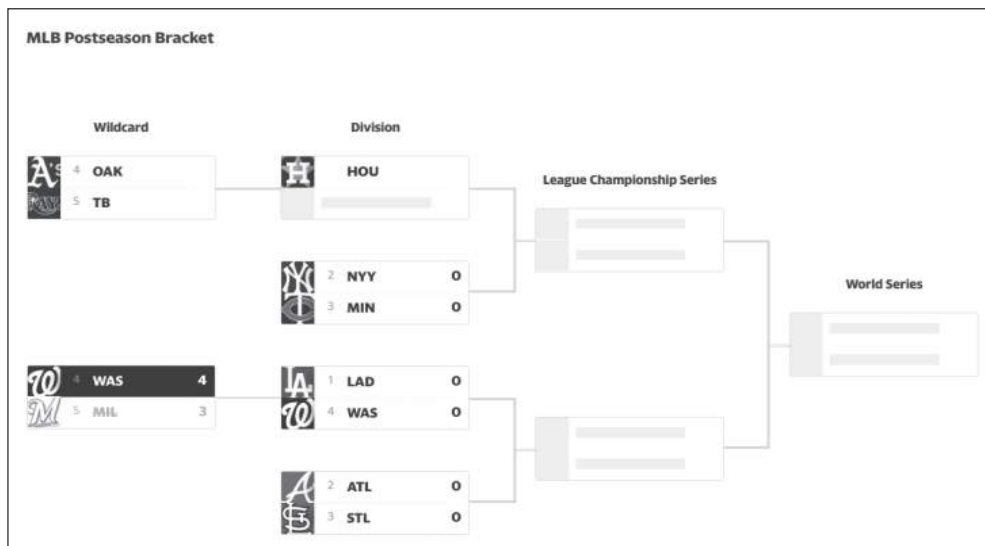 MLB Postseason Bracket
Wildcard
Division
4 OAK
5 TB
HOU
League Championship Series
2 NYY 0
3 MIN 0
World Series
4 WAS 4
5 MIL 3
1 LAD 0
4 WAS 0
2 ATL 0
3 STL 0